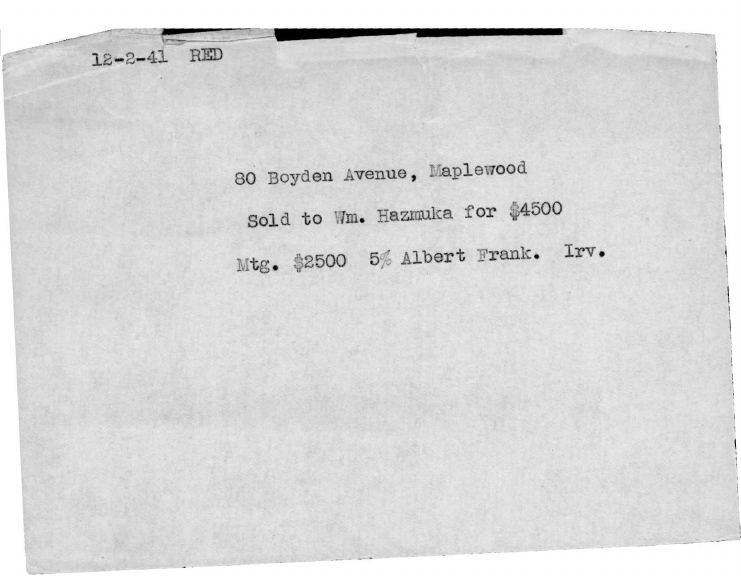 12-2-41 RED
80 Boyden Avenue, Maplewood
Sold to Wm. Hazmuka for $4500
Mtg. $2500 5% Albert Frank. Irv.